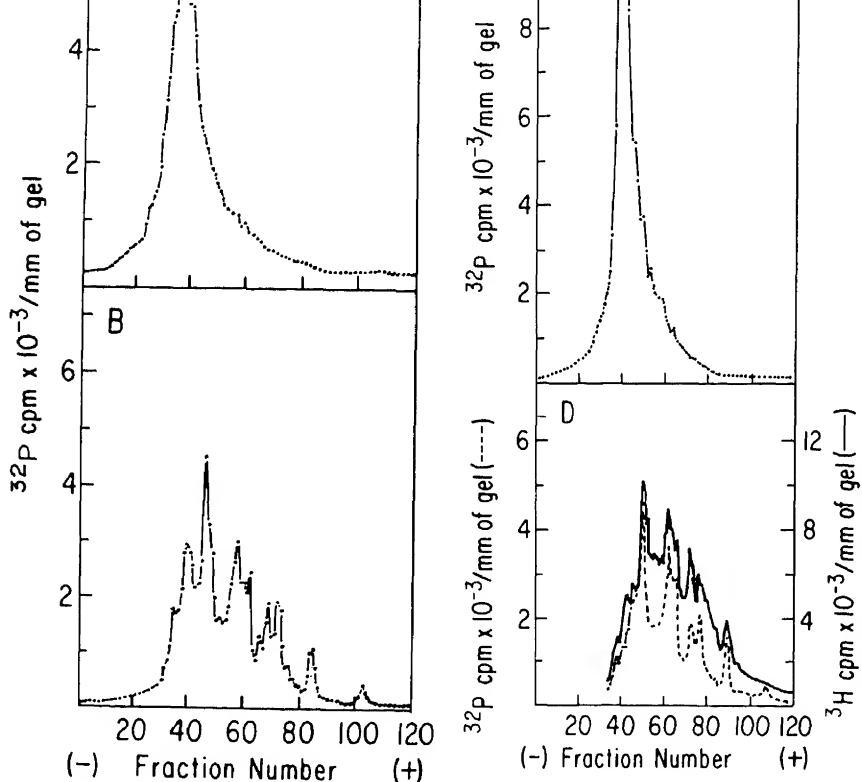 4
2
8
6
4
2
³²P cpm x 10⁻³/mm of gel
³²P cpm x 10⁻³/mm of gel
B
6
4
2
20 40 60 80 100 120
(-) Fraction Number (+)
D
6
4
2
12
8
4
³²P cpm x 10⁻³/mm of gel (----)
³H cpm x 10⁻³/mm of gel (—)
20 40 60 80 100 120
(-) Fraction Number (+)